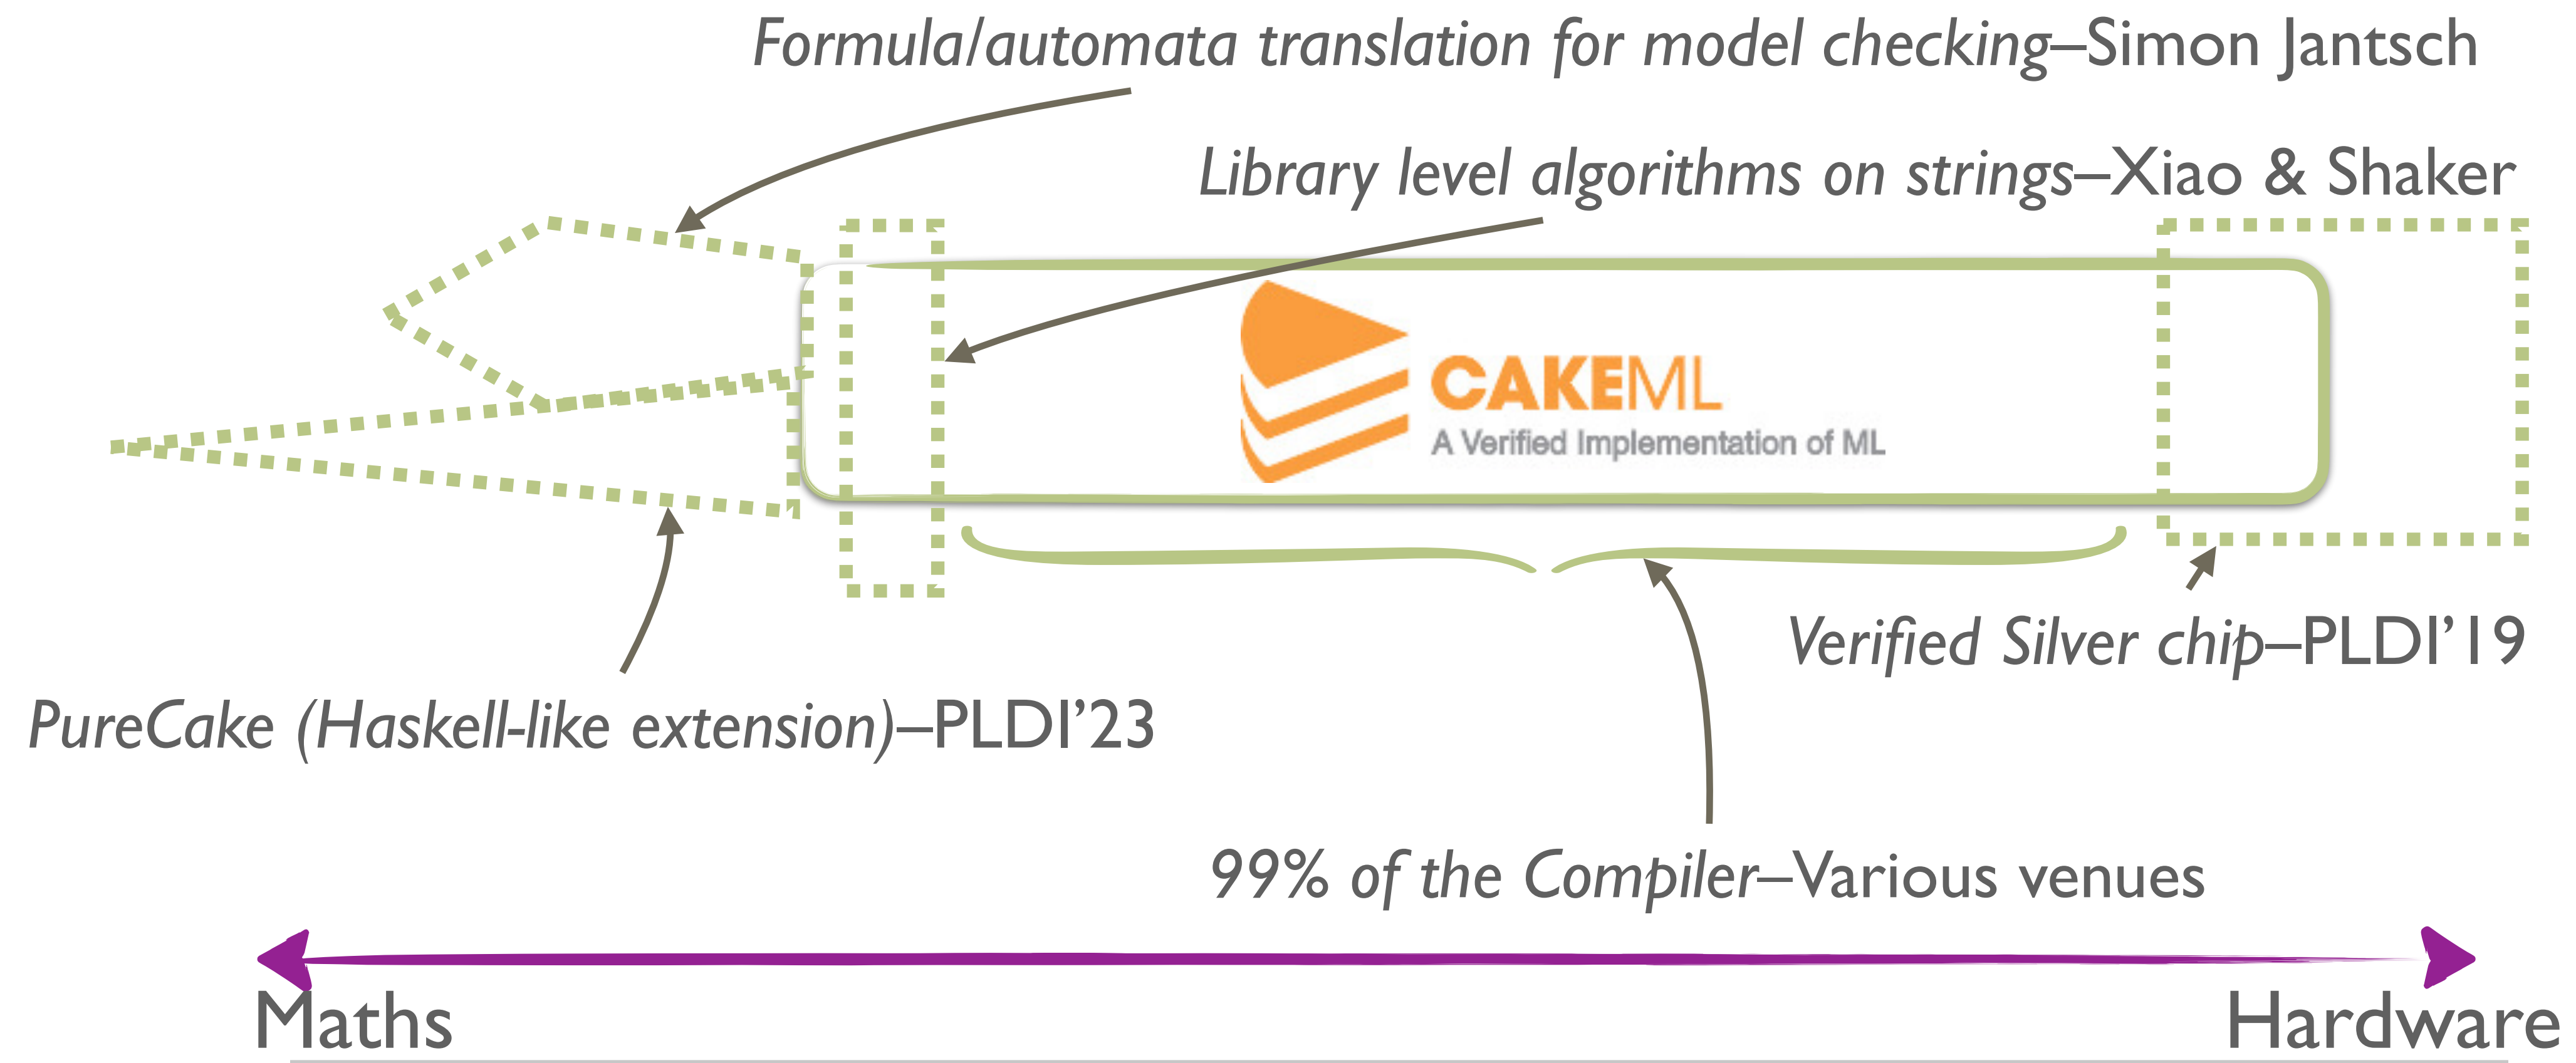 Formula/automata translation for model checking–Simon Jantsch
Library level algorithms on strings–Xiao & Shaker
CAKEML
A Verified Implementation of ML
Verified Silver chip–PLDI’19
PureCake (Haskell-like extension)–PLDI’23
99% of the Compiler–Various venues
Maths
Hardware